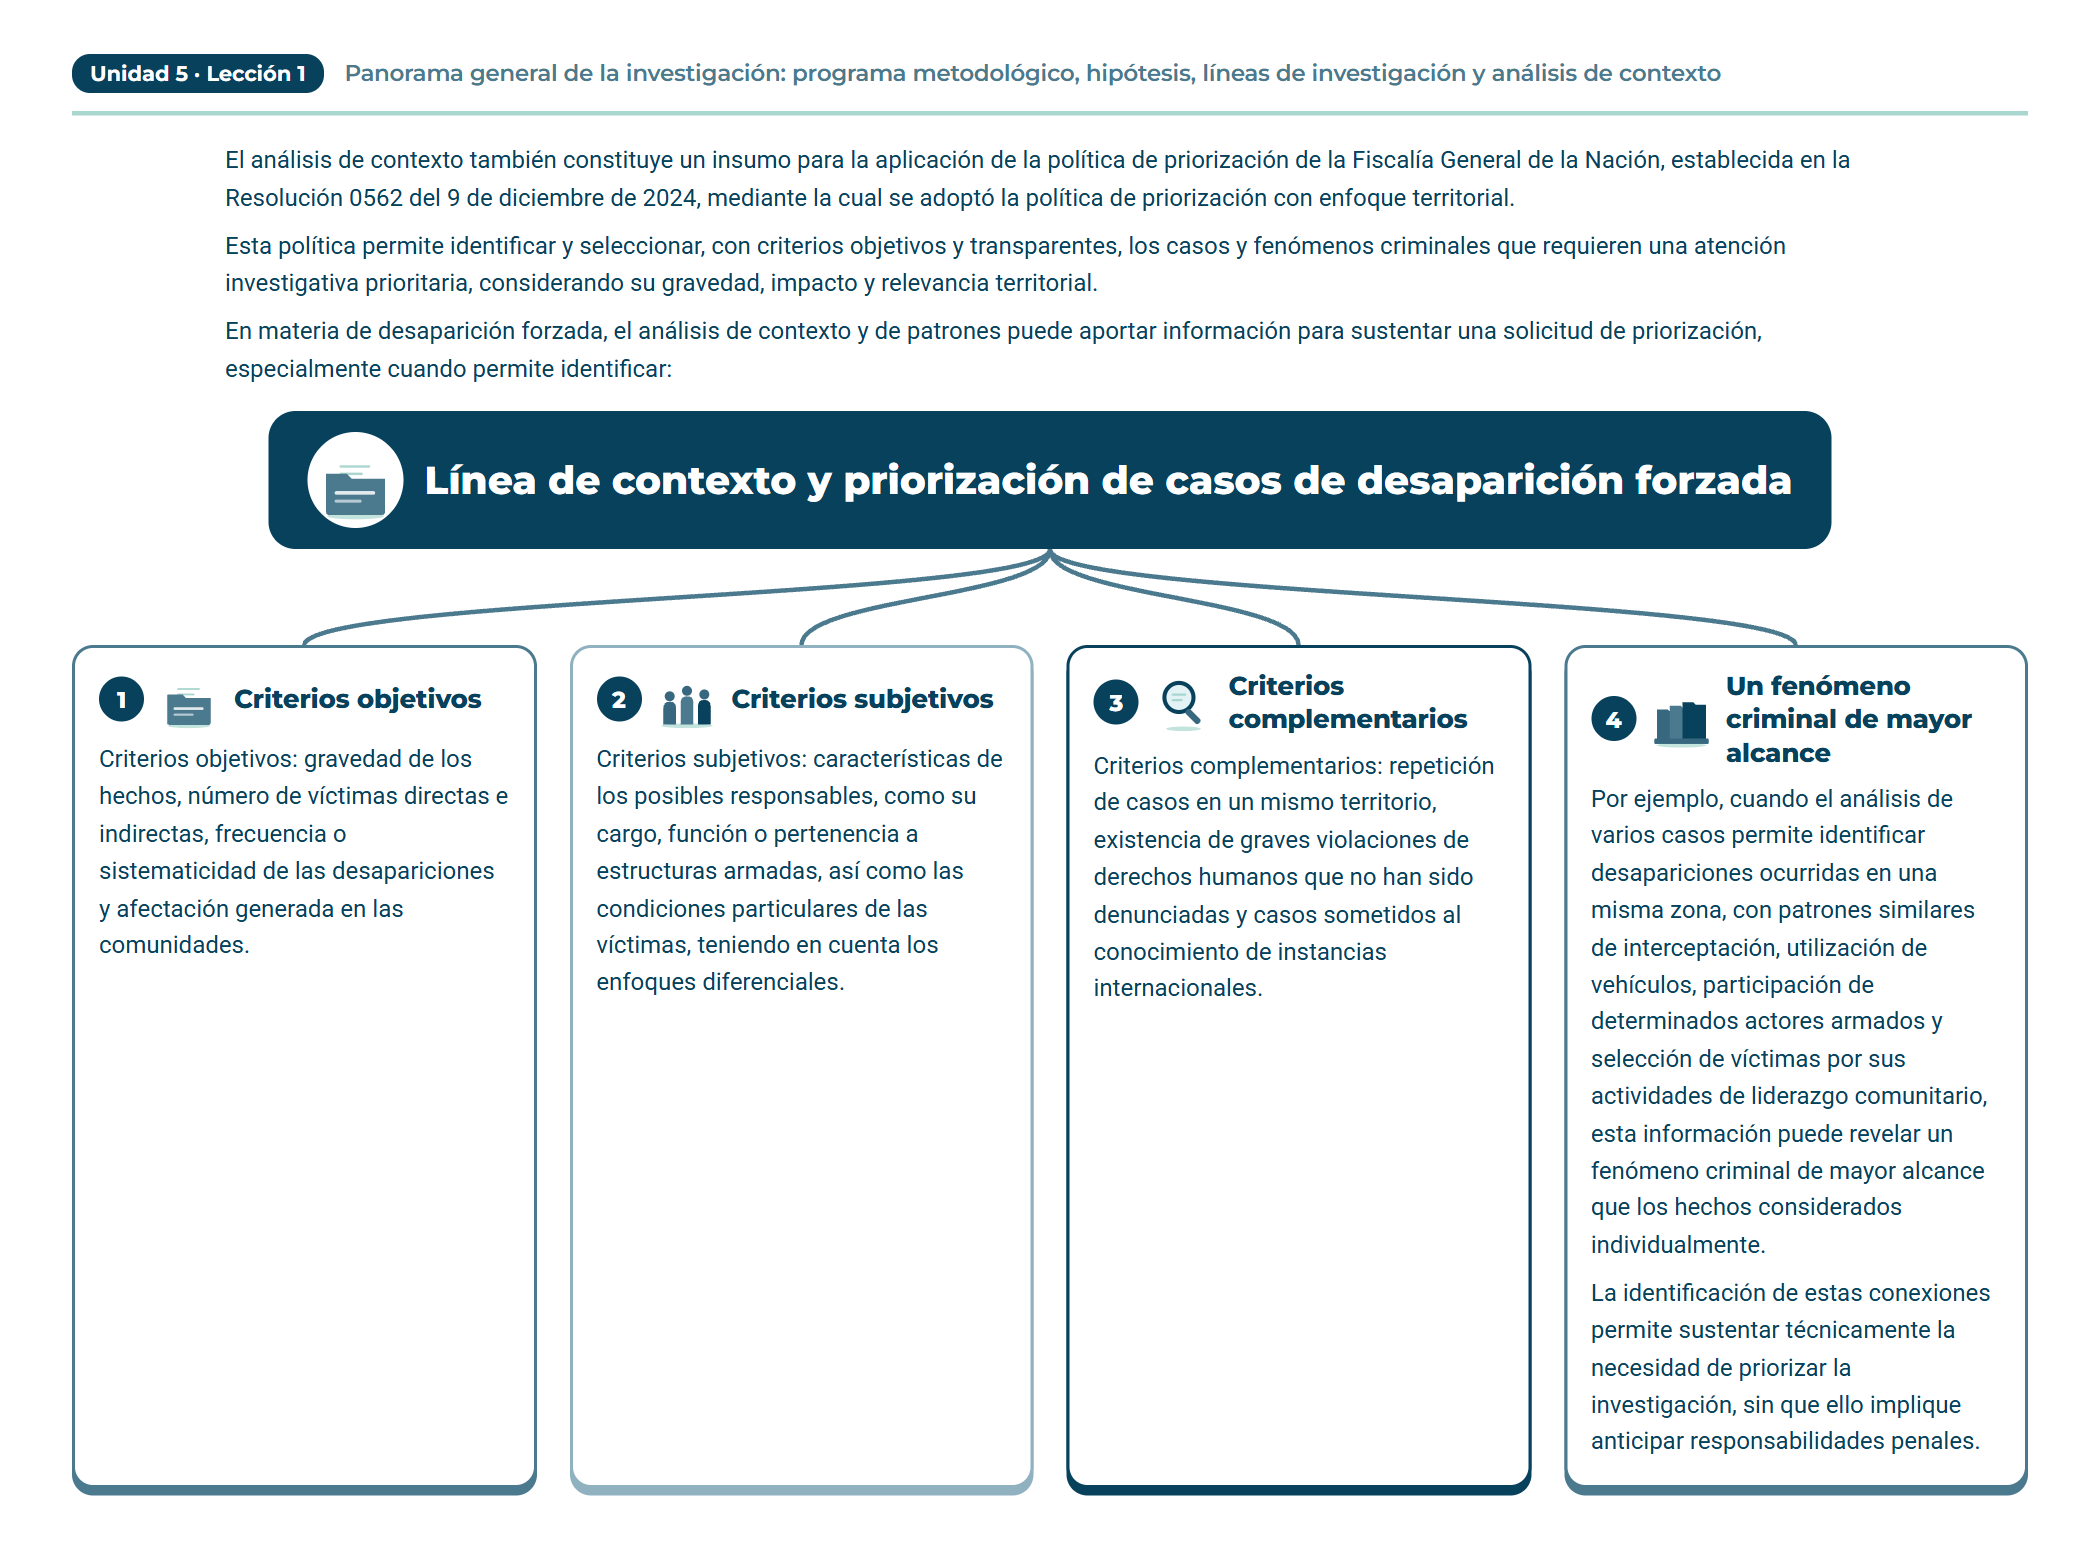 Unidad 5 · Lección 1
Panorama general de la investigación: programa metodológico, hipótesis, líneas de investigación y análisis de contexto
El análisis de contexto también constituye un insumo para la aplicación de la política de priorización de la Fiscalía General de la Nación, establecida en la
Resolución 0562 del 9 de diciembre de 2024, mediante la cual se adoptó la política de priorización con enfoque territorial.
Esta política permite identificar y seleccionar, con criterios objetivos y transparentes, los casos y fenómenos criminales que requieren una atención
investigativa prioritaria, considerando su gravedad, impacto y relevancia territorial.
En materia de desaparición forzada, el análisis de contexto y de patrones puede aportar información para sustentar una solicitud de priorización,
especialmente cuando permite identificar:
Línea de contexto y priorización de casos de desaparición forzada
1
Criterios objetivos
Criterios objetivos: gravedad de los
hechos, número de víctimas directas e
indirectas, frecuencia o
sistematicidad de las desapariciones
y afectación generada en las
comunidades.
2
Criterios subjetivos
Criterios subjetivos: características de
los posibles responsables, como su
cargo, función o pertenencia a
estructuras armadas, así como las
condiciones particulares de las
víctimas, teniendo en cuenta los
enfoques diferenciales.
3
Criterios
complementarios
Criterios complementarios: repetición
de casos en un mismo territorio,
existencia de graves violaciones de
derechos humanos que no han sido
denunciadas y casos sometidos al
conocimiento de instancias
internacionales.
4
Un fenómeno
criminal de mayor
alcance
Por ejemplo, cuando el análisis de
varios casos permite identificar
desapariciones ocurridas en una
misma zona, con patrones similares
de interceptación, utilización de
vehículos, participación de
determinados actores armados y
selección de víctimas por sus
actividades de liderazgo comunitario,
esta información puede revelar un
fenómeno criminal de mayor alcance
que los hechos considerados
individualmente.
La identificación de estas conexiones
permite sustentar técnicamente la
necesidad de priorizar la
investigación, sin que ello implique
anticipar responsabilidades penales.